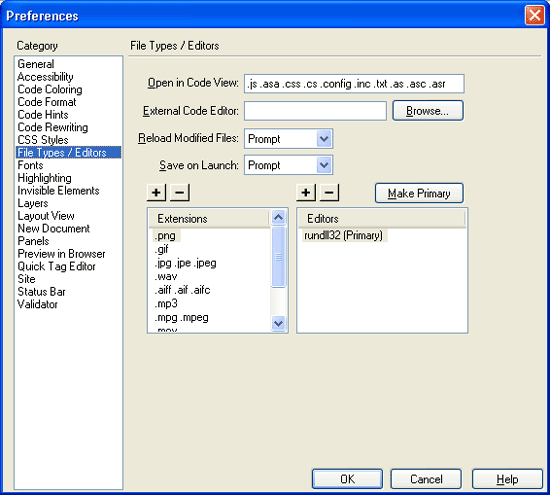 Preferences
Category
General
Accessibility
Code Coloring
Code Format
Code Hints
Code Rewriting
CSS Styles
File Types / Editors
Fonts
Highlighting
Invisible Elements
Layers
Layout View
New Document
Panels
Preview in Browser
Quick Tag Editor
Site
Status Bar
Validator
File Types / Editors
Open in Code View: .js .asa .css .cs .config .inc .txt .as .asc .asr
External Code Editor: Browse...
Reload Modified Files: Prompt
Save on Launch: Prompt
+ − + − Make Primary
Extensions
.png
.gif
.jpg .jpe .jpeg
.wav
.aiff .aif .aifc
.mp3
.mpg .mpeg
.mov
Editors
rundll32 (Primary)
OK Cancel Help